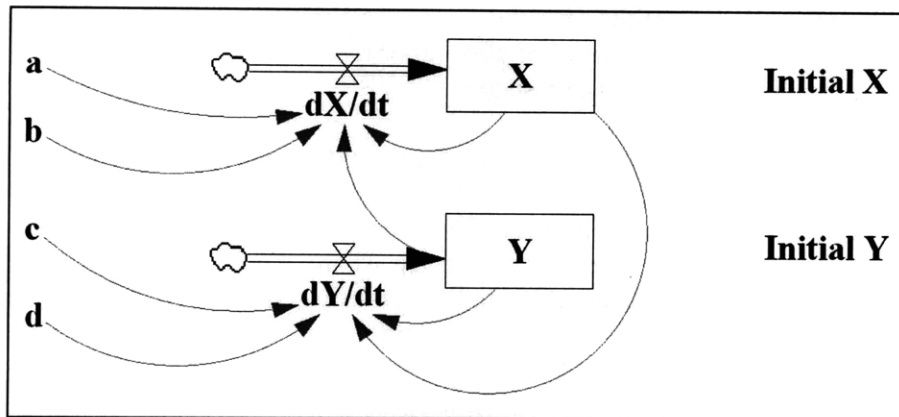 a
X
Initial X
dX/dt
b
c
Y
Initial Y
dY/dt
d